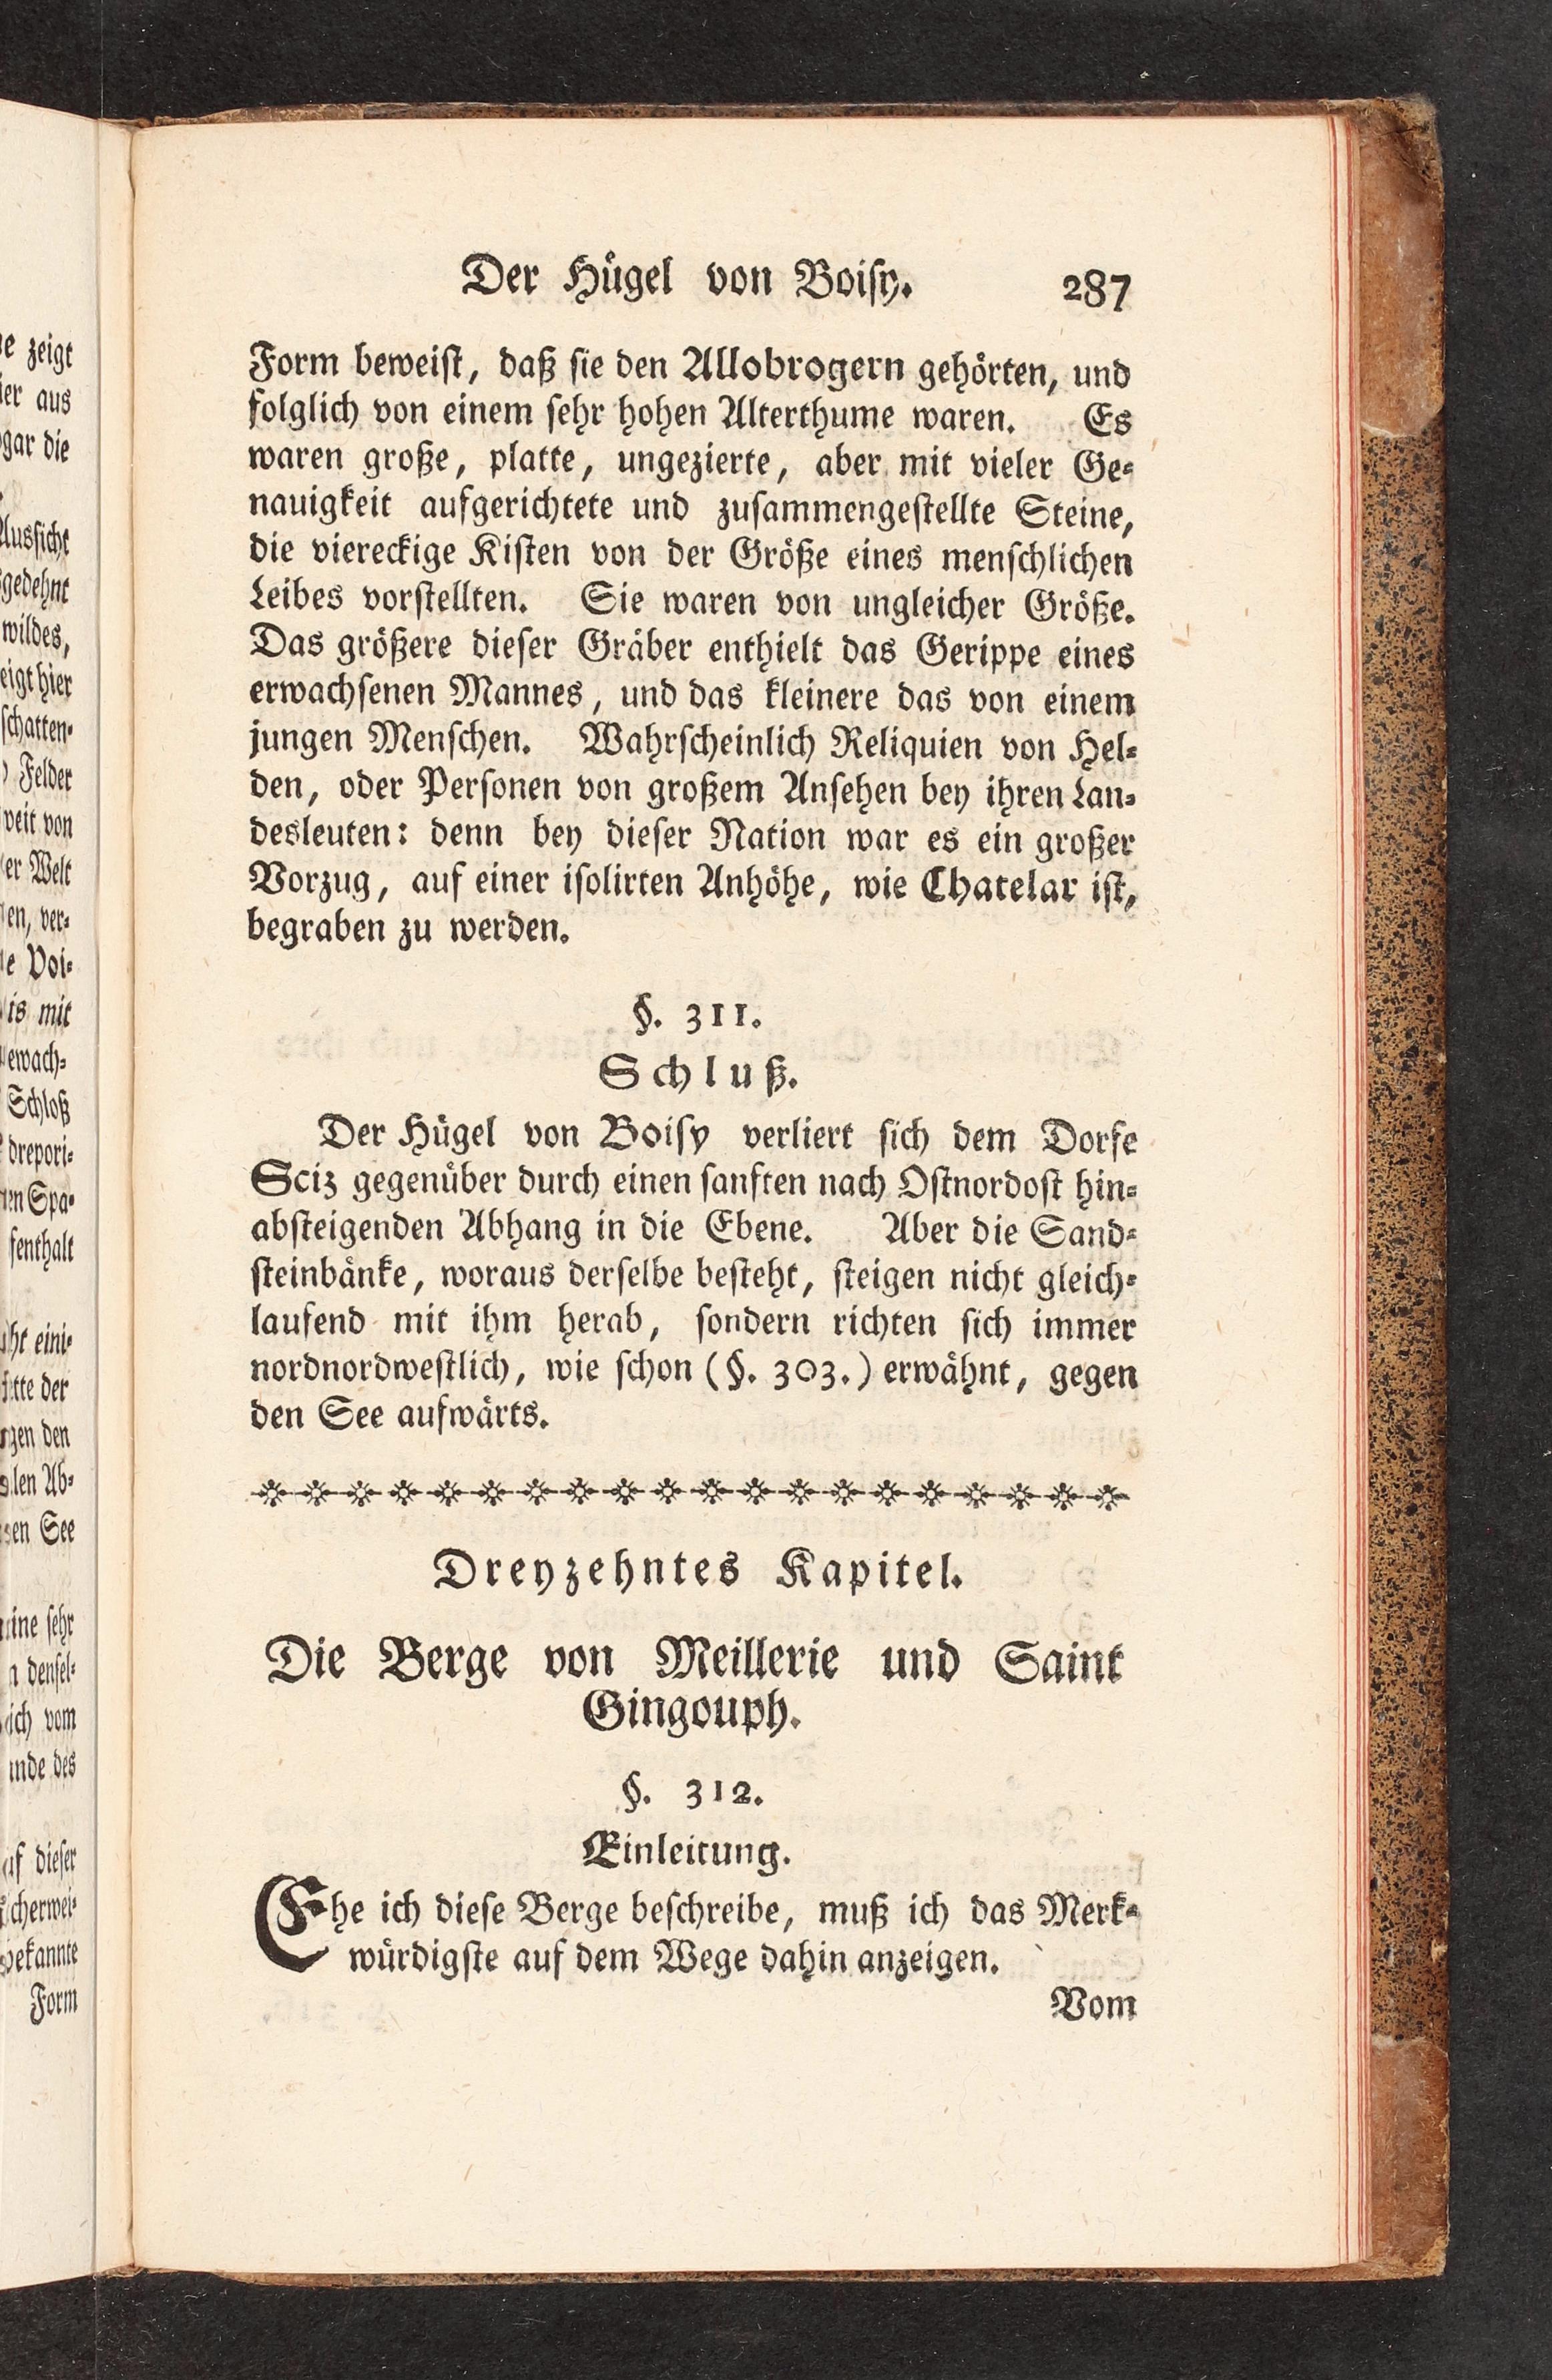 Der Hügel von Boisy. 287
Form beweist, daß sie den Allobrogern gehörten, und
folglich von einem sehr hohen Alterthume waren. Es
waren große, platte, ungezierte, aber mit vieler Ge-
nauigkeit aufgerichtete und zusammengestellte Steine,
die viereckige Kisten von der Größe eines menschlichen
Leibes vorstellten. Sie waren von ungleicher Größe.
Das größere dieser Gräber enthielt das Gerippe eines
erwachsenen Mannes, und das kleinere das von einem
jungen Menschen. Wahrscheinlich Reliquien von Hel-
den, oder Personen von großem Ansehen bey ihren Lan-
desleuten: denn bey dieser Nation war es ein großer
Vorzug, auf einer isolirten Anhöhe, wie Chatelar ist,
begraben zu werden.
§. 311.
Schluß.
Der Hügel von Boisy verliert sich dem Dorfe
Sciz gegenüber durch einen sanften nach Ostnordost hin-
absteigenden Abhang in die Ebene. Aber die Sand-
steinbänke, woraus derselbe besteht, steigen nicht gleich-
laufend mit ihm herab, sondern richten sich immer
nordnordwestlich, wie schon (§. 303.) erwähnt, gegen
den See aufwärts.
Dreyzehntes Kapitel.
Die Berge von Meillerie und Saint
Gingouph.
§. 312.
Einleitung.
Ehe ich diese Berge beschreibe, muß ich das Merk-
würdigste auf dem Wege dahin anzeigen.
Vom